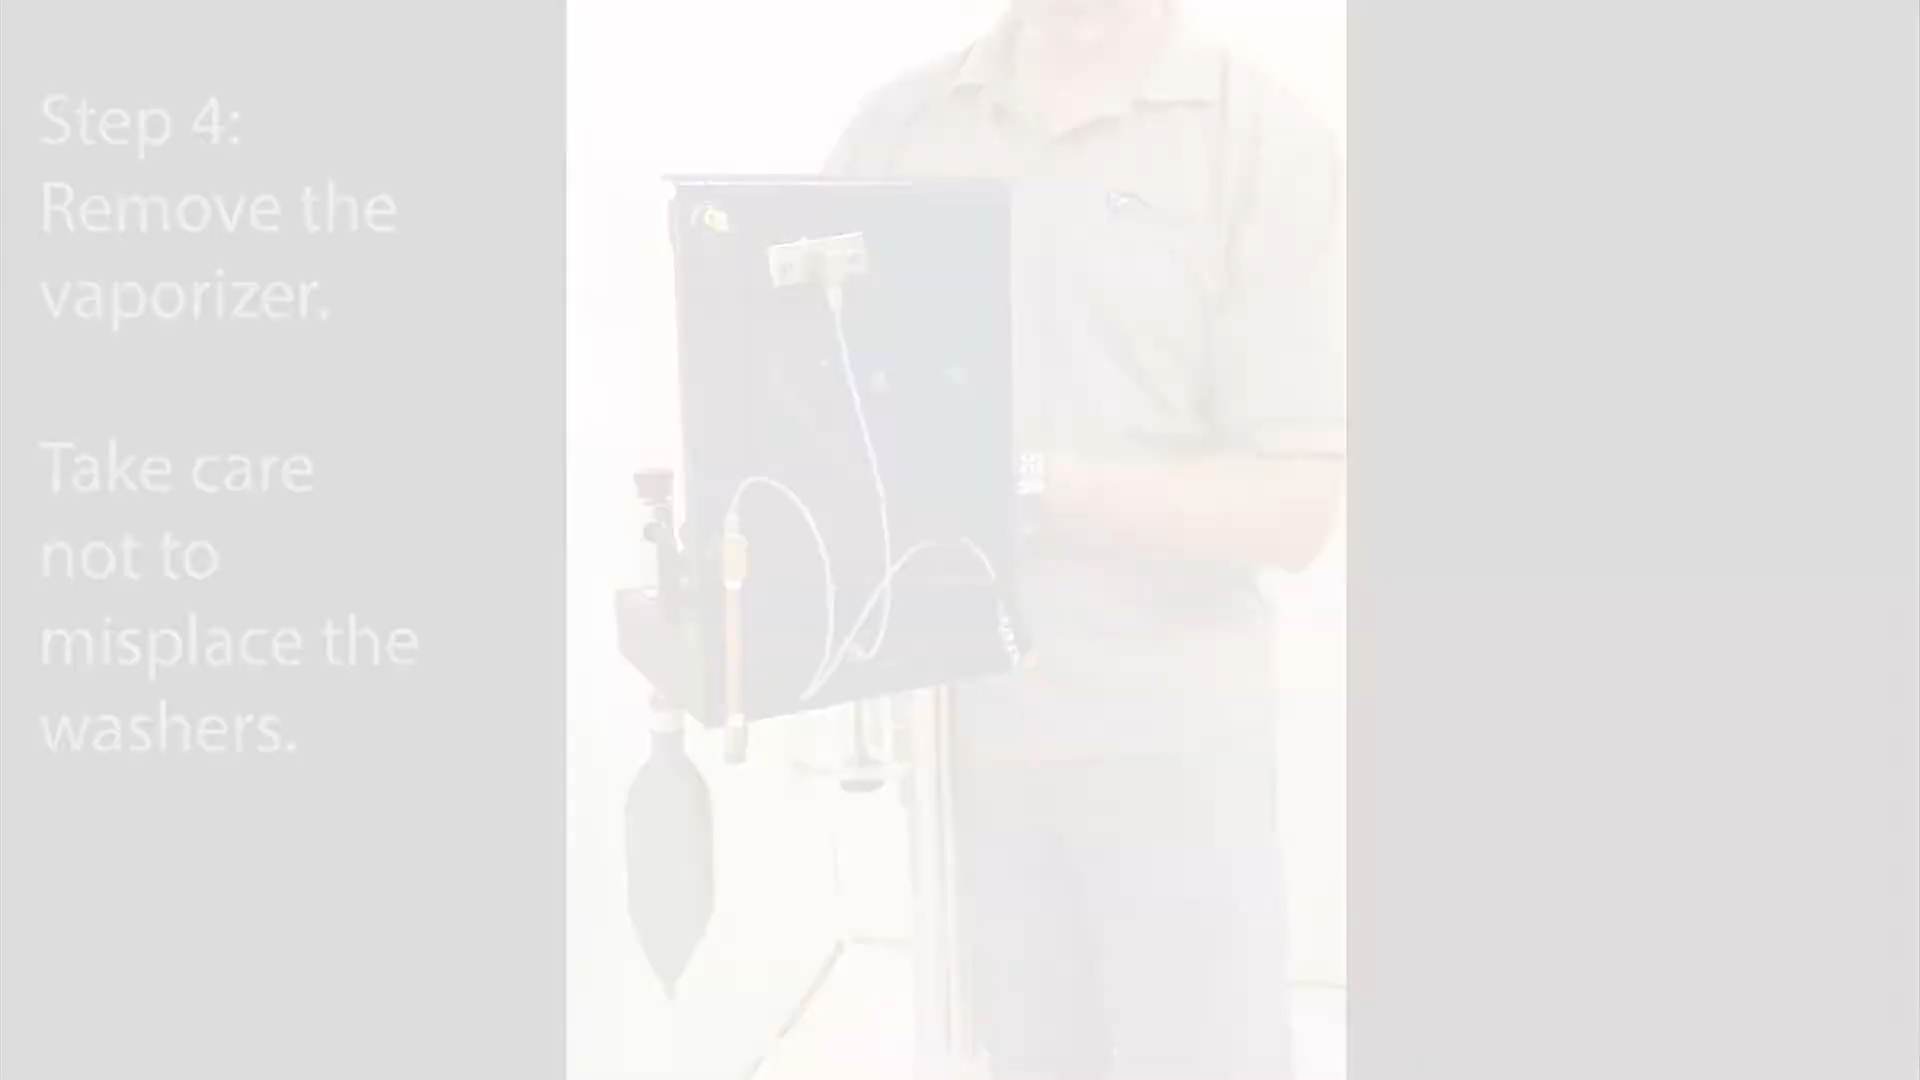 Step 4:
Remove the
vaporizer.
Take care
not to
misplace the
washers.